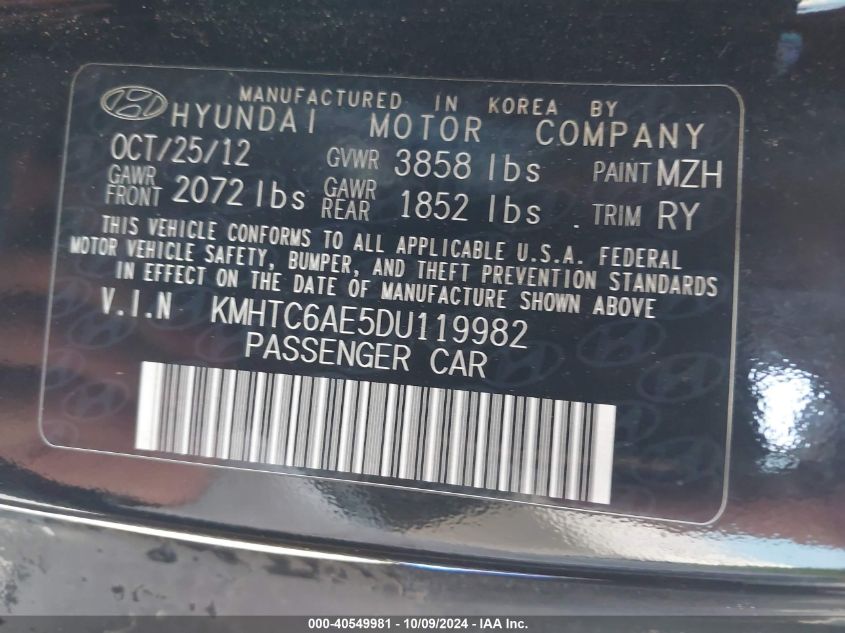 MANUFACTURED IN KOREA BY
HYUNDAI MOTOR COMPANY
OCT/25/12 GVWR 3858 lbs PAINT MZH
GAWR FRONT 2072 lbs GAWR REAR 1852 lbs TRIM RY
THIS VEHICLE CONFORMS TO ALL APPLICABLE U.S.A. FEDERAL
MOTOR VEHICLE SAFETY, BUMPER, AND THEFT PREVENTION STANDARDS
IN EFFECT ON THE DATE OF MANUFACTURE SHOWN ABOVE
V.I.N KMHTC6AE5DU119982
PASSENGER CAR
000-40549981 - 10/09/2024 - IAA Inc.